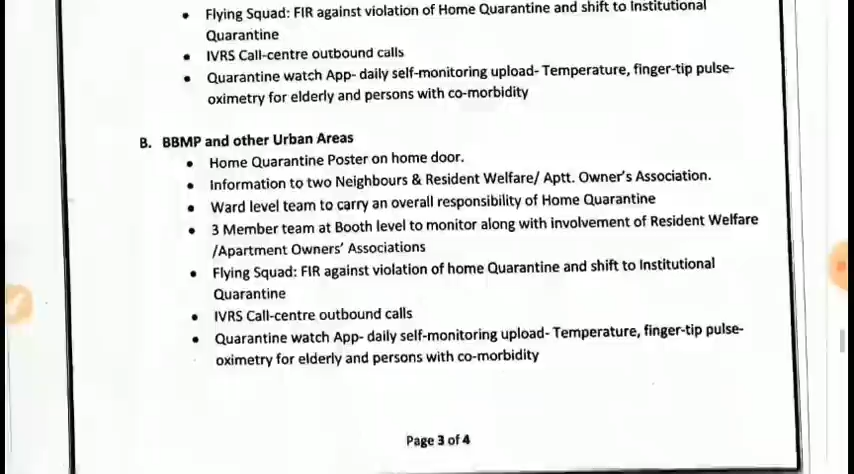 • Flying Squad: FIR against violation of Home Quarantine and shift to Institutional
Quarantine
• IVRS Call-centre outbound calls
• Quarantine watch App- daily self-monitoring upload- Temperature, finger-tip pulse-
oximetry for elderly and persons with co-morbidity
B. BBMP and other Urban Areas
• Home Quarantine Poster on home door.
• Information to two Neighbours & Resident Welfare/ Aptt. Owner's Association.
• Ward level team to carry an overall responsibility of Home Quarantine
• 3 Member team at Booth level to monitor along with involvement of Resident Welfare
/Apartment Owners' Associations
• Flying Squad: FIR against violation of home Quarantine and shift to Institutional
Quarantine
• IVRS Call-centre outbound calls
• Quarantine watch App- daily self-monitoring upload- Temperature, finger-tip pulse-
oximetry for elderly and persons with co-morbidity
Page 3 of 4